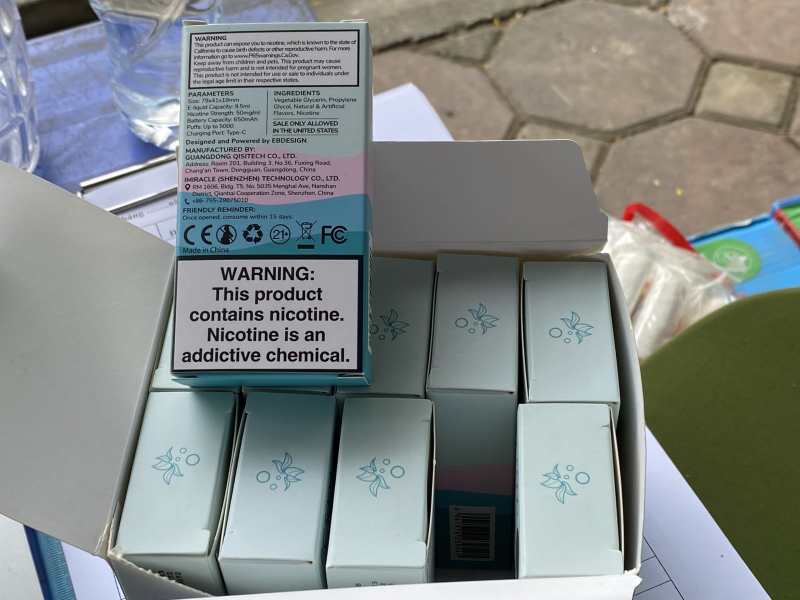 WARNING
This product can expose you to nicotine, which is known to the state of
California to cause birth defects or other reproductive harm. For more
information go to www.P65warnings.Ca.Gov.
Keep away from children and pets. This product may cause
reproductive harm and is not intended for pregnant women.
This product is not intended for use or sale to individuals under
the legal age limit in their respective states.
PARAMETERS
Size: 79x41x19mm
E-liquid Capacity: 9.5ml
Nicotine Strength: 50mg/ml
Battery Capacity: 650mAh
Puffs: Up to 5000
Charging Port: Type-C
INGREDIENTS
Vegetable Glycerin, Propylene
Glycol, Natural & Artificial
Flavors, Nicotine
SALE ONLY ALLOWED
IN THE UNITED STATES
Designed and Powered by EBDESIGN
MANUFACTURED BY:
GUANGDONG QISITECH CO., LTD.
Address: Room 201, Building 3, No.36, Fuxing Road,
Chang'an Town, Dongguan, Guangdong, China
IMIRACLE (SHENZHEN) TECHNOLOGY CO., LTD.
RM 1606, Bldg. T5, No. 5035 Menghai Ave, Nanshan
District, Qianhai Cooperation Zone, Shenzhen, China
+86-755-29875010
FRIENDLY REMINDER:
Once opened, consume within 15 days.
CE 21+ FC
Made in China
WARNING:
This product
contains nicotine.
Nicotine is an
addictive chemical.